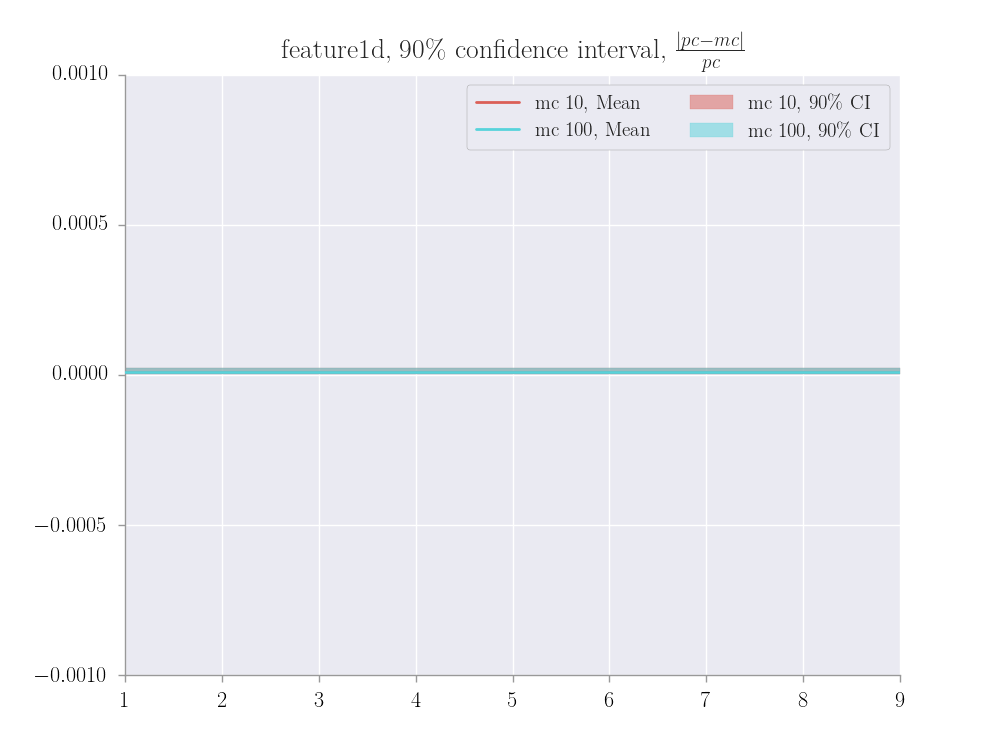 feature1d, 90% confidence interval, |pc−mc|/pc
0.0010
mc 10, Mean
mc 10, 90% CI
mc 100, Mean
mc 100, 90% CI
0.0005
0.0000
−0.0005
−0.0010
1 2 3 4 5 6 7 8 9